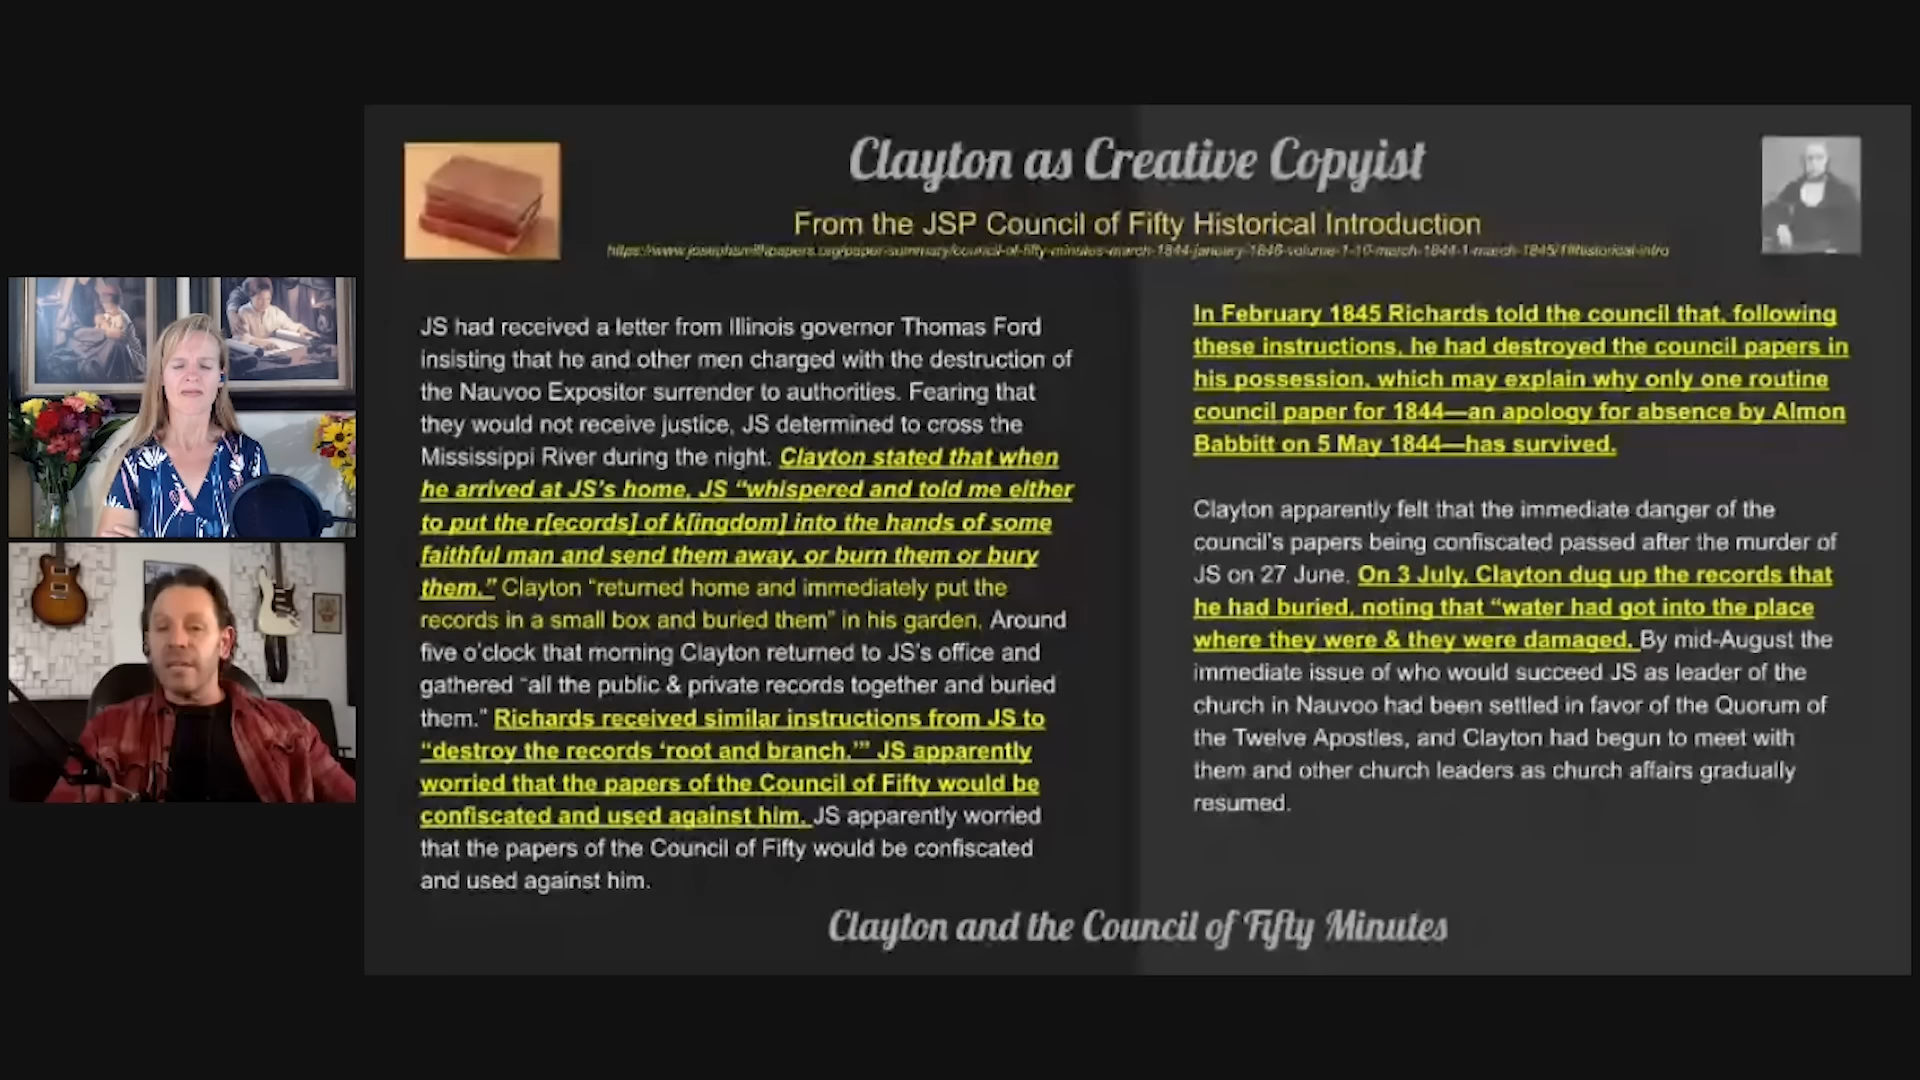 Clayton as Creative Copyist
From the JSP Council of Fifty Historical Introduction
JS had received a letter from Illinois governor Thomas Ford
insisting that he and other men charged with the destruction of
the Nauvoo Expositor surrender to authorities. Fearing that
they would not receive justice, JS determined to cross the
Mississippi River during the night. Clayton stated that when
he arrived at JS's home, JS "whispered and told me either
to put the r[ecords] of k[ingdom] into the hands of some
faithful man and send them away, or burn them or bury
them." Clayton "returned home and immediately put the
records in a small box and buried them" in his garden. Around
five o'clock that morning Clayton returned to JS's office and
gathered "all the public & private records together and buried
them." Richards received similar instructions from JS to
"destroy the records 'root and branch.'" JS apparently
worried that the papers of the Council of Fifty would be
confiscated and used against him. JS apparently worried
that the papers of the Council of Fifty would be confiscated
and used against him.
In February 1845 Richards told the council that, following
these instructions, he had destroyed the council papers in
his possession, which may explain why only one routine
council paper for 1844—an apology for absence by Almon
Babbitt on 5 May 1844—has survived.
Clayton apparently felt that the immediate danger of the
council's papers being confiscated passed after the murder of
JS on 27 June. On 3 July, Clayton dug up the records that
he had buried, noting that "water had got into the place
where they were & they were damaged. By mid-August the
immediate issue of who would succeed JS as leader of the
church in Nauvoo had been settled in favor of the Quorum of
the Twelve Apostles, and Clayton had begun to meet with
them and other church leaders as church affairs gradually
resumed.
Clayton and the Council of Fifty Minutes